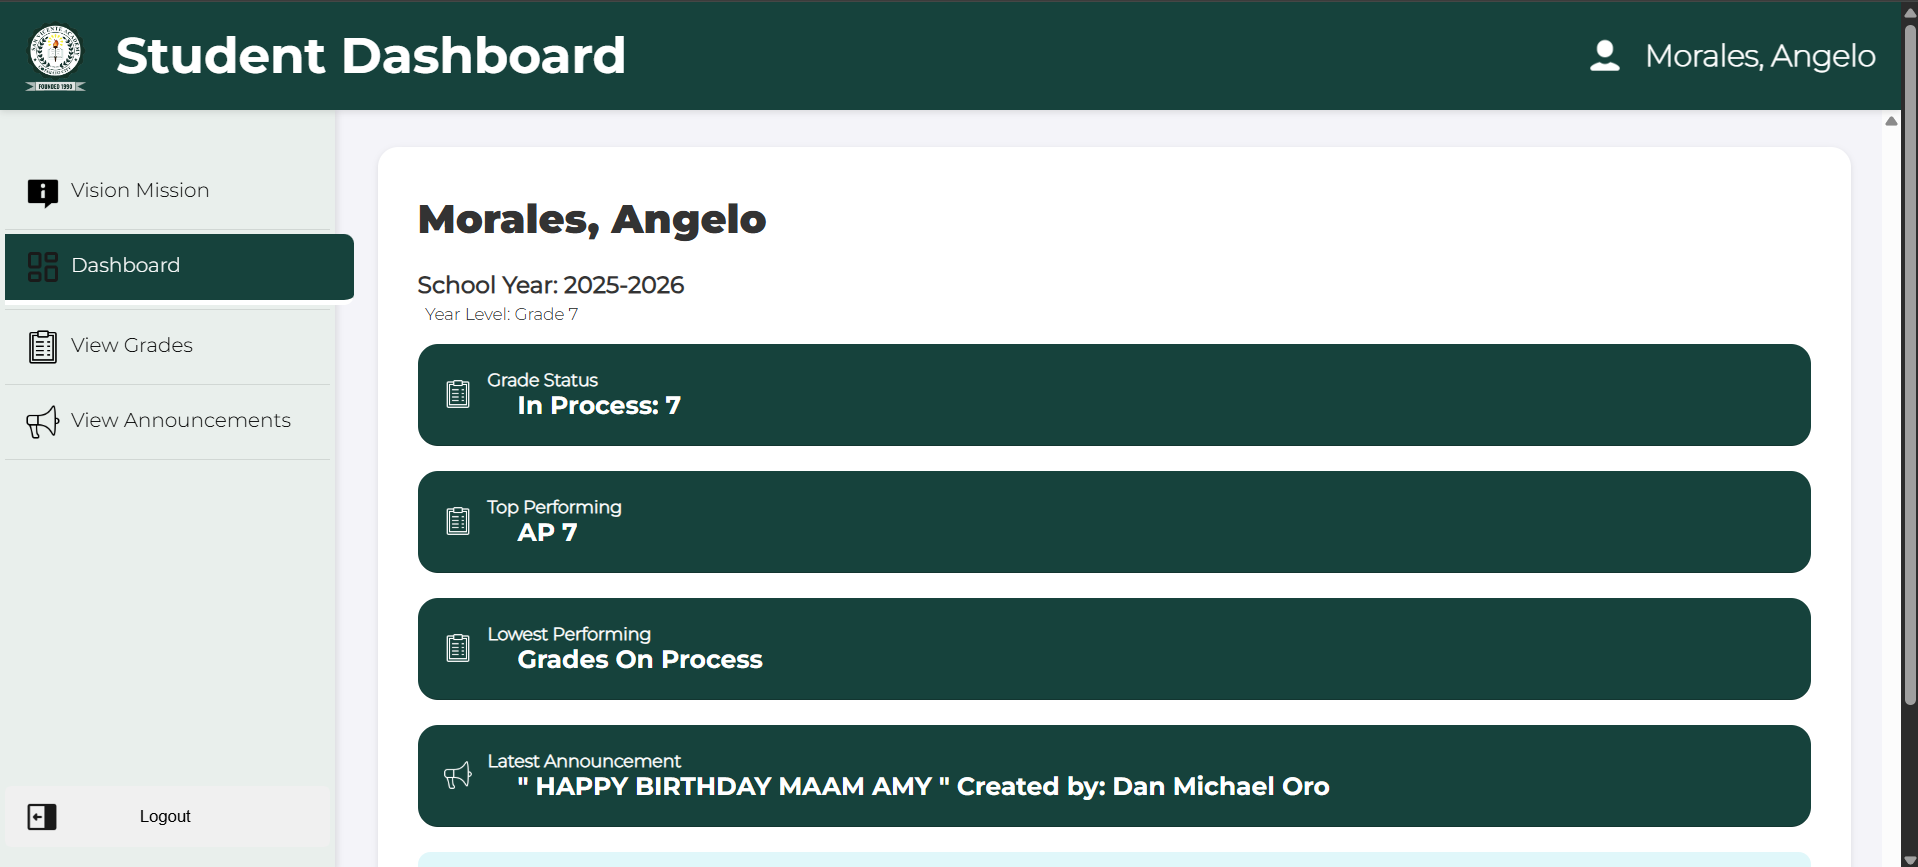 FOUNDED 1990
Student Dashboard
Morales, Angelo
Vision Mission
Dashboard
View Grades
View Announcements
Logout
Morales, Angelo
School Year: 2025-2026
Year Level: Grade 7
Grade Status
In Process: 7
Top Performing
AP 7
Lowest Performing
Grades On Process
Latest Announcement
" HAPPY BIRTHDAY MAAM AMY " Created by: Dan Michael Oro